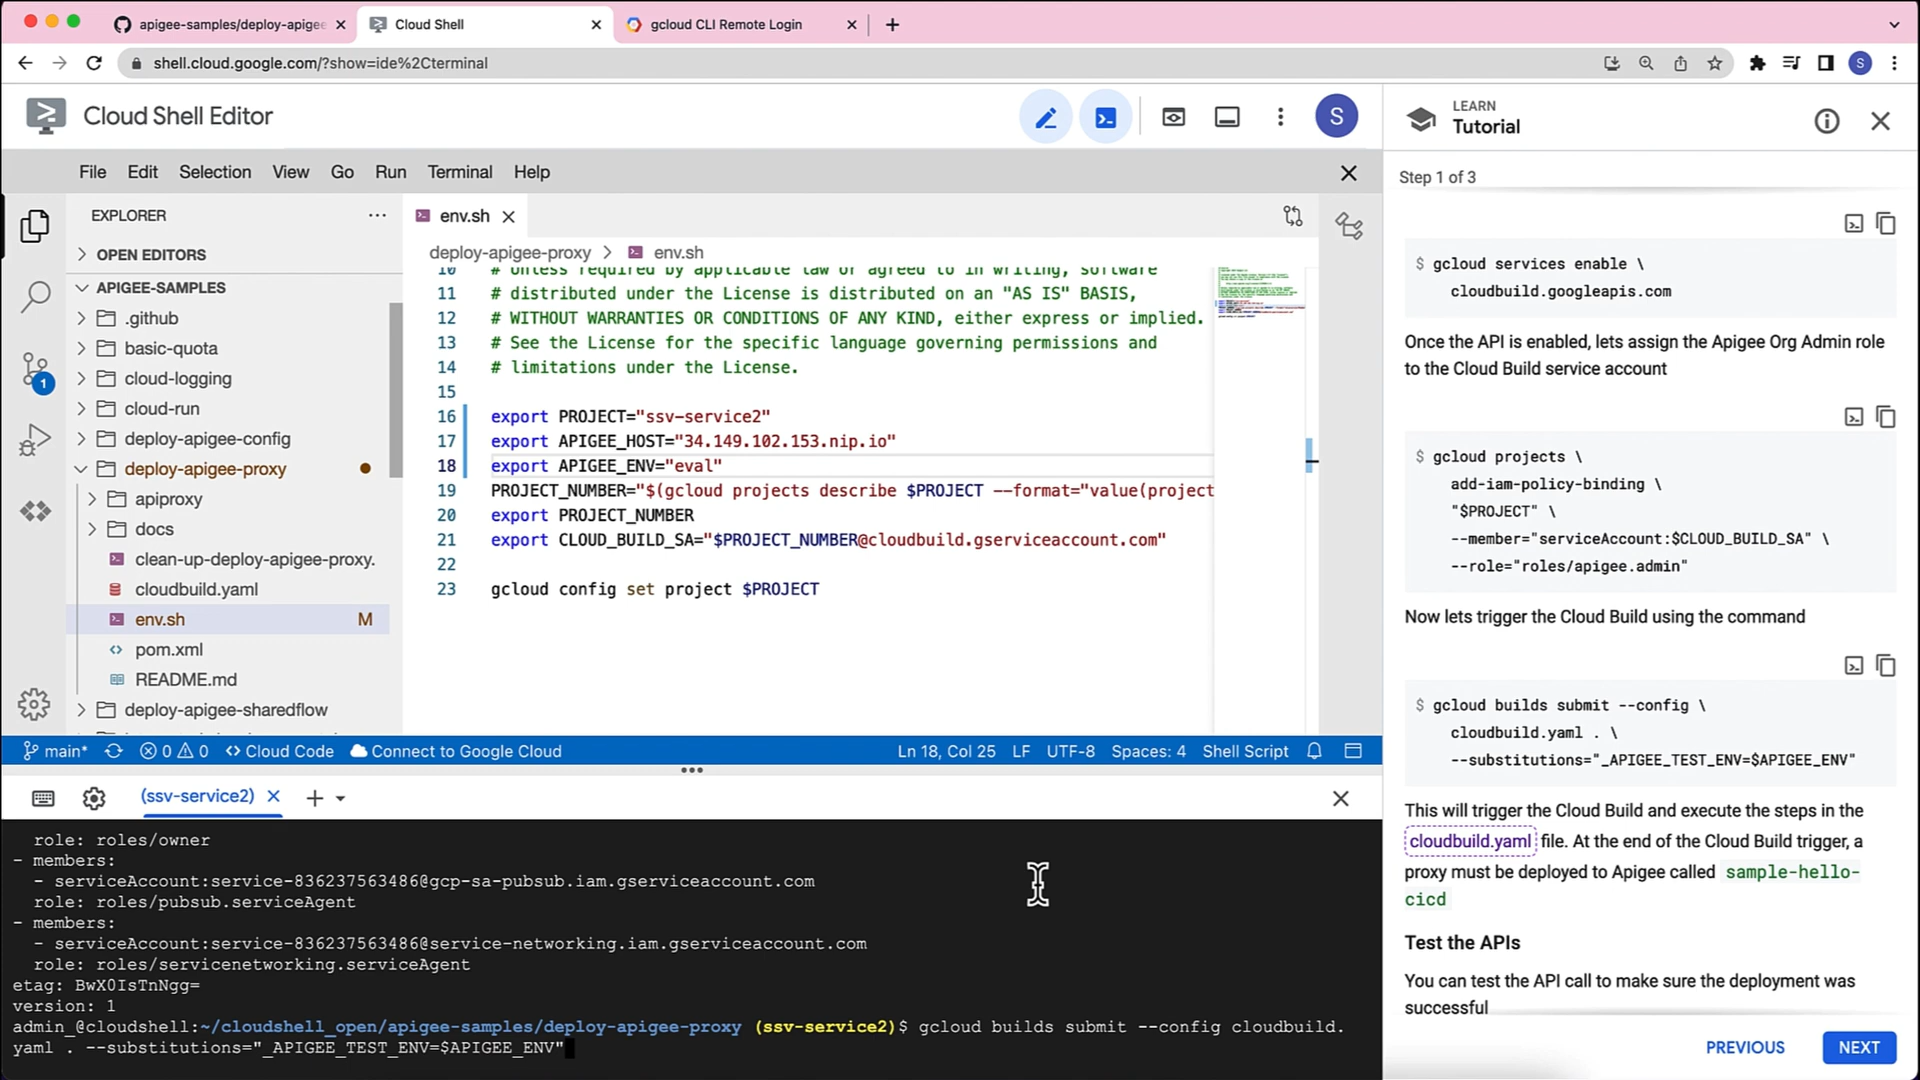 apigee-samples/deploy-apigee
Cloud Shell
gcloud CLI Remote Login
shell.cloud.google.com/?show=ide%2Cterminal
S
Cloud Shell Editor
S
LEARN
Tutorial
File Edit Selection View Go Run Terminal Help
Step 1 of 3
EXPLORER
OPEN EDITORS
APIGEE-SAMPLES
.github
basic-quota
cloud-logging
cloud-run
deploy-apigee-config
deploy-apigee-proxy
apiproxy
docs
clean-up-deploy-apigee-proxy.
cloudbuild.yaml
env.sh M
pom.xml
README.md
deploy-apigee-sharedflow
1
env.sh
deploy-apigee-proxy > env.sh
10 # Unless required by applicable law or agreed to in writing, software
11 # distributed under the License is distributed on an "AS IS" BASIS,
12 # WITHOUT WARRANTIES OR CONDITIONS OF ANY KIND, either express or implied.
13 # See the License for the specific language governing permissions and
14 # limitations under the License.
15
16 export PROJECT="ssv-service2"
17 export APIGEE_HOST="34.149.102.153.nip.io"
18 export APIGEE_ENV="eval"
19 PROJECT_NUMBER="$(gcloud projects describe $PROJECT --format="value(project
20 export PROJECT_NUMBER
21 export CLOUD_BUILD_SA="$PROJECT_NUMBER@cloudbuild.gserviceaccount.com"
22
23 gcloud config set project $PROJECT
main* 0 0 Cloud Code Connect to Google Cloud Ln 18, Col 25 LF UTF-8 Spaces: 4 Shell Script
(ssv-service2)
role: roles/owner
- members:
- serviceAccount:service-836237563486@gcp-sa-pubsub.iam.gserviceaccount.com
role: roles/pubsub.serviceAgent
- members:
- serviceAccount:service-836237563486@service-networking.iam.gserviceaccount.com
role: roles/servicenetworking.serviceAgent
etag: BwX0IsTnNgg=
version: 1
admin_@cloudshell:~/cloudshell_open/apigee-samples/deploy-apigee-proxy (ssv-service2)$ gcloud builds submit --config cloudbuild.
yaml . --substitutions="_APIGEE_TEST_ENV=$APIGEE_ENV"
$ gcloud services enable \
cloudbuild.googleapis.com
Once the API is enabled, lets assign the Apigee Org Admin role
to the Cloud Build service account
$ gcloud projects \
add-iam-policy-binding \
"$PROJECT" \
--member="serviceAccount:$CLOUD_BUILD_SA" \
--role="roles/apigee.admin"
Now lets trigger the Cloud Build using the command
$ gcloud builds submit --config \
cloudbuild.yaml . \
--substitutions="_APIGEE_TEST_ENV=$APIGEE_ENV"
This will trigger the Cloud Build and execute the steps in the
cloudbuild.yaml file. At the end of the Cloud Build trigger, a
proxy must be deployed to Apigee called sample-hello-
cicd
Test the APIs
You can test the API call to make sure the deployment was
successful
PREVIOUS NEXT